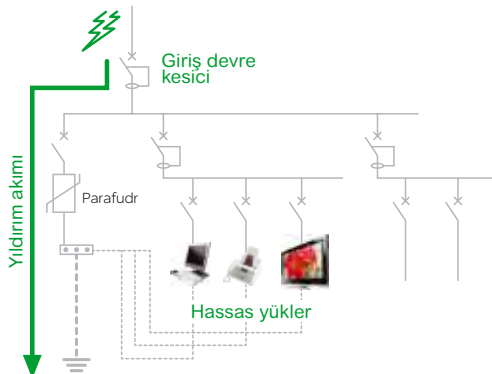 Giriş devre
kesici
Yıldırım akımı
Parafudr
Hassas yükler